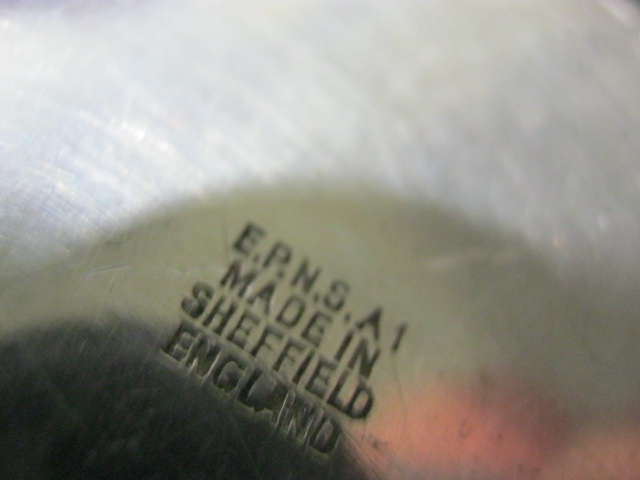 E.P.N.S. A1
MADE IN
SHEFFIELD
ENGLAND